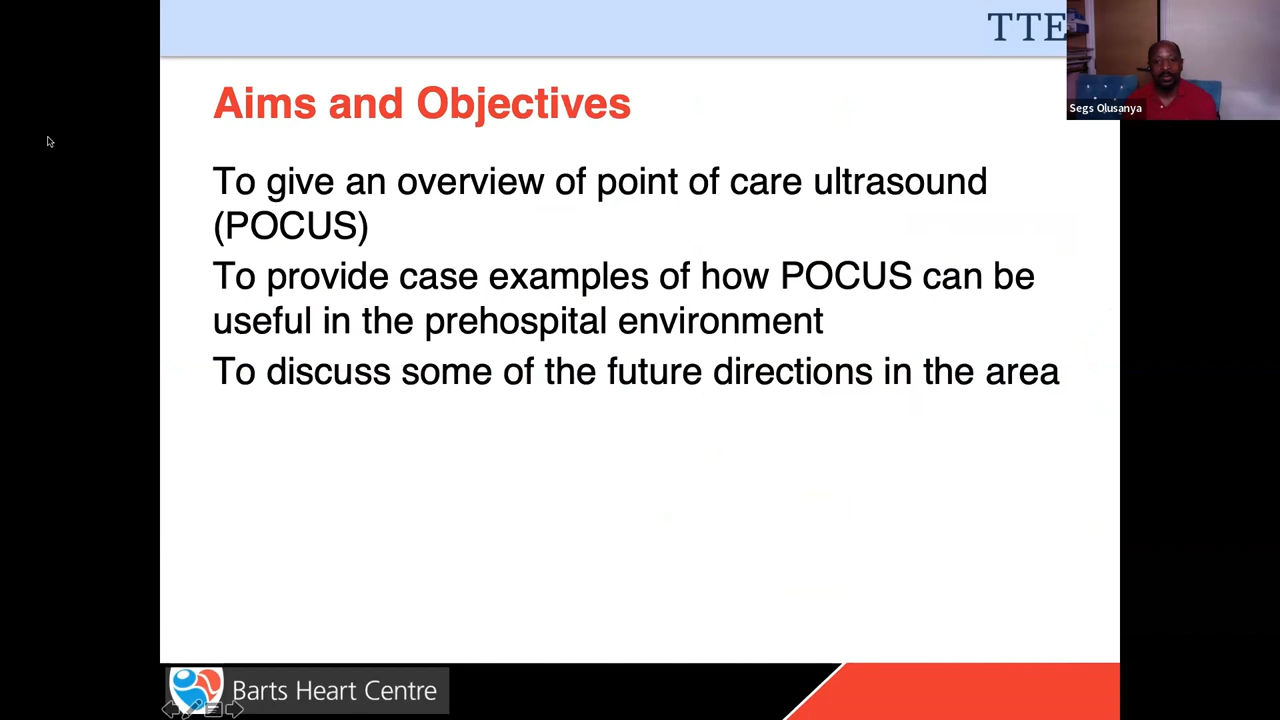 TTE
Segs Olusanya
Aims and Objectives
To give an overview of point of care ultrasound
(POCUS)
To provide case examples of how POCUS can be
useful in the prehospital environment
To discuss some of the future directions in the area
Barts Heart Centre